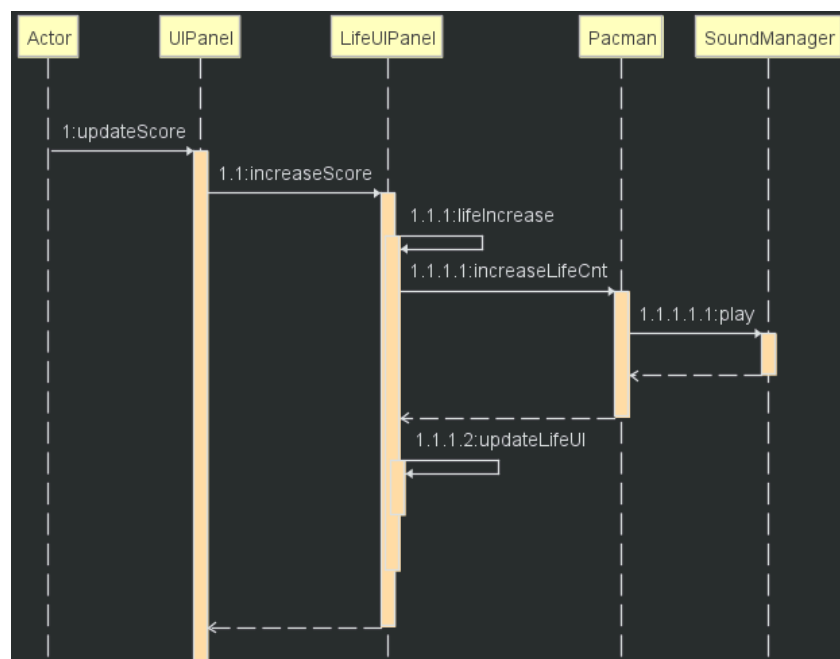 Actor
UIPanel
LifeUIPanel
Pacman
SoundManager
1:updateScore
1.1:increaseScore
1.1.1:lifeIncrease
1.1.1.1:increaseLifeCnt
1.1.1.1.1:play
1.1.1.2:updateLifeUI